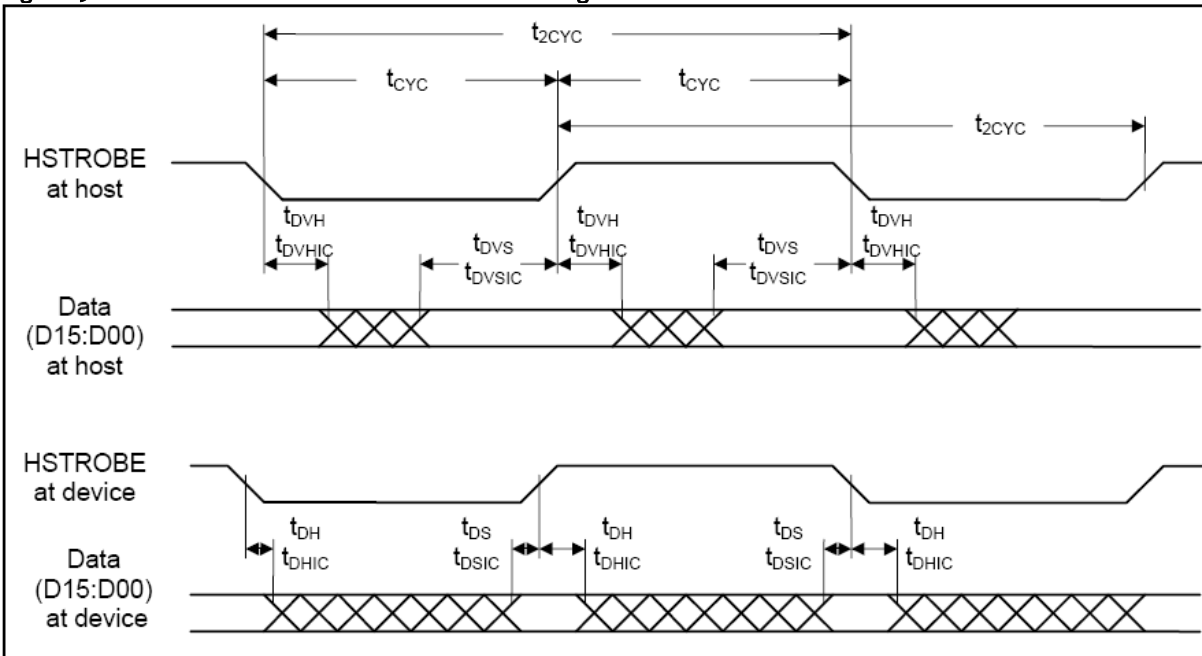 t2CYC
tCYC tCYC
t2CYC
HSTROBE
at host
tDVH
tDVHIC
tDVS
tDVSIC
tDVH
tDVHIC
tDVS
tDVSIC
tDVH
tDVHIC
Data
(D15:D00)
at host
HSTROBE
at device
tDH
tDHIC
tDS
tDSIC
tDH
tDHIC
tDS
tDSIC
tDH
tDHIC
Data
(D15:D00)
at device